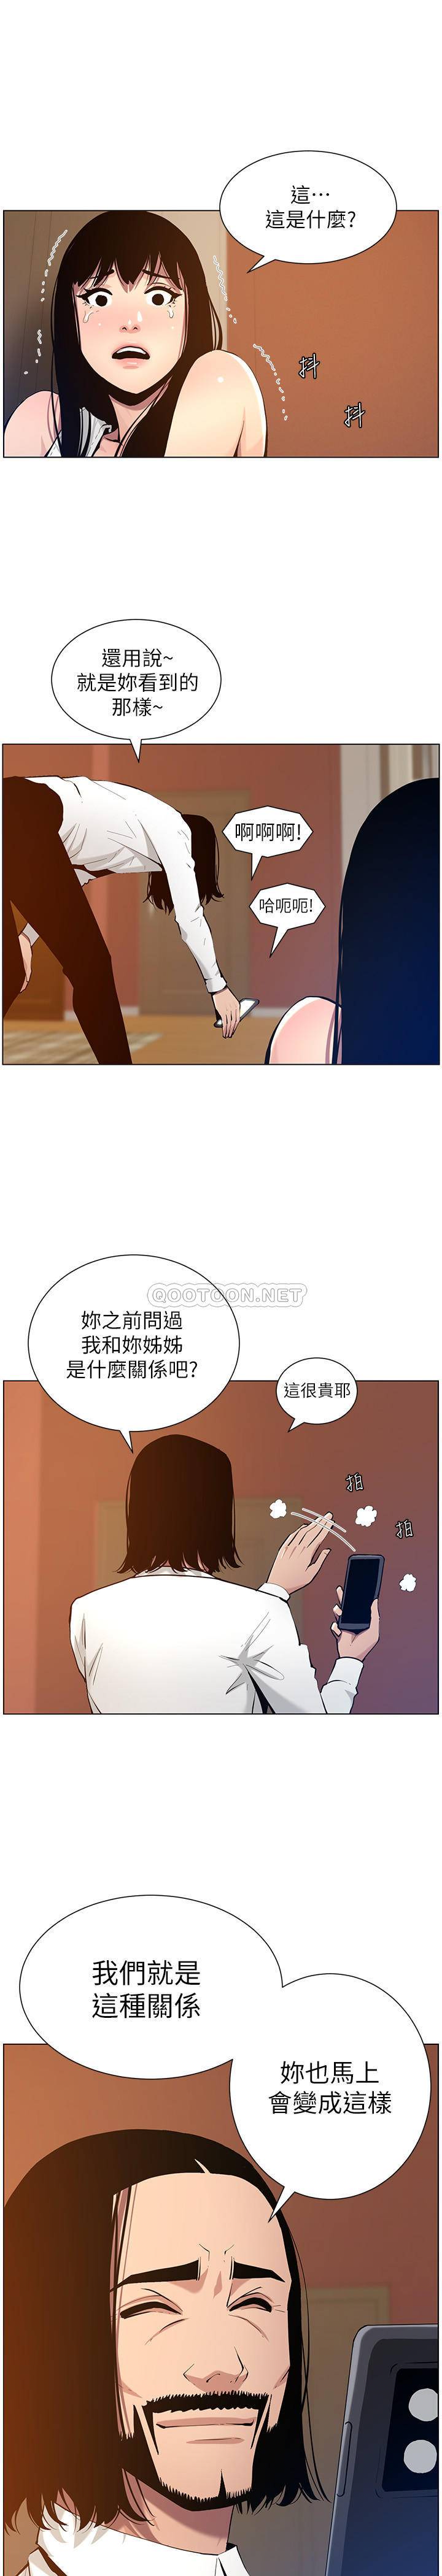 這⋯
這是什麼?
抖
抖
還用說~
就是妳看到的
那樣~
啊啊啊!
哈呃呃!
QOOTOON.NET
妳之前問過
我和妳姊姊
是什麼關係吧?
這很貴耶
拍
拍
我們就是
這種關係
妳也馬上
會變成這樣